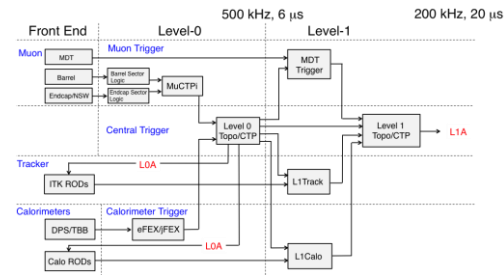 500 kHz, 6 µs
200 kHz, 20 µs
Front End
Level-0
Level-1
Muon
Muon Trigger
MDT
MDT
Trigger
Barrel
Barrel Sector
Logic
MuCTPi
Endcap/NSW
Endcap Sector
Logic
Central Trigger
Level 0
Topo/CTP
Level 1
Topo/CTP
L1A
Tracker
L0A
ITK RODs
L1Track
Calorimeters
Calorimeter Trigger
DPS/TBB
eFEX/jFEX
L0A
Calo RODs
L1Calo